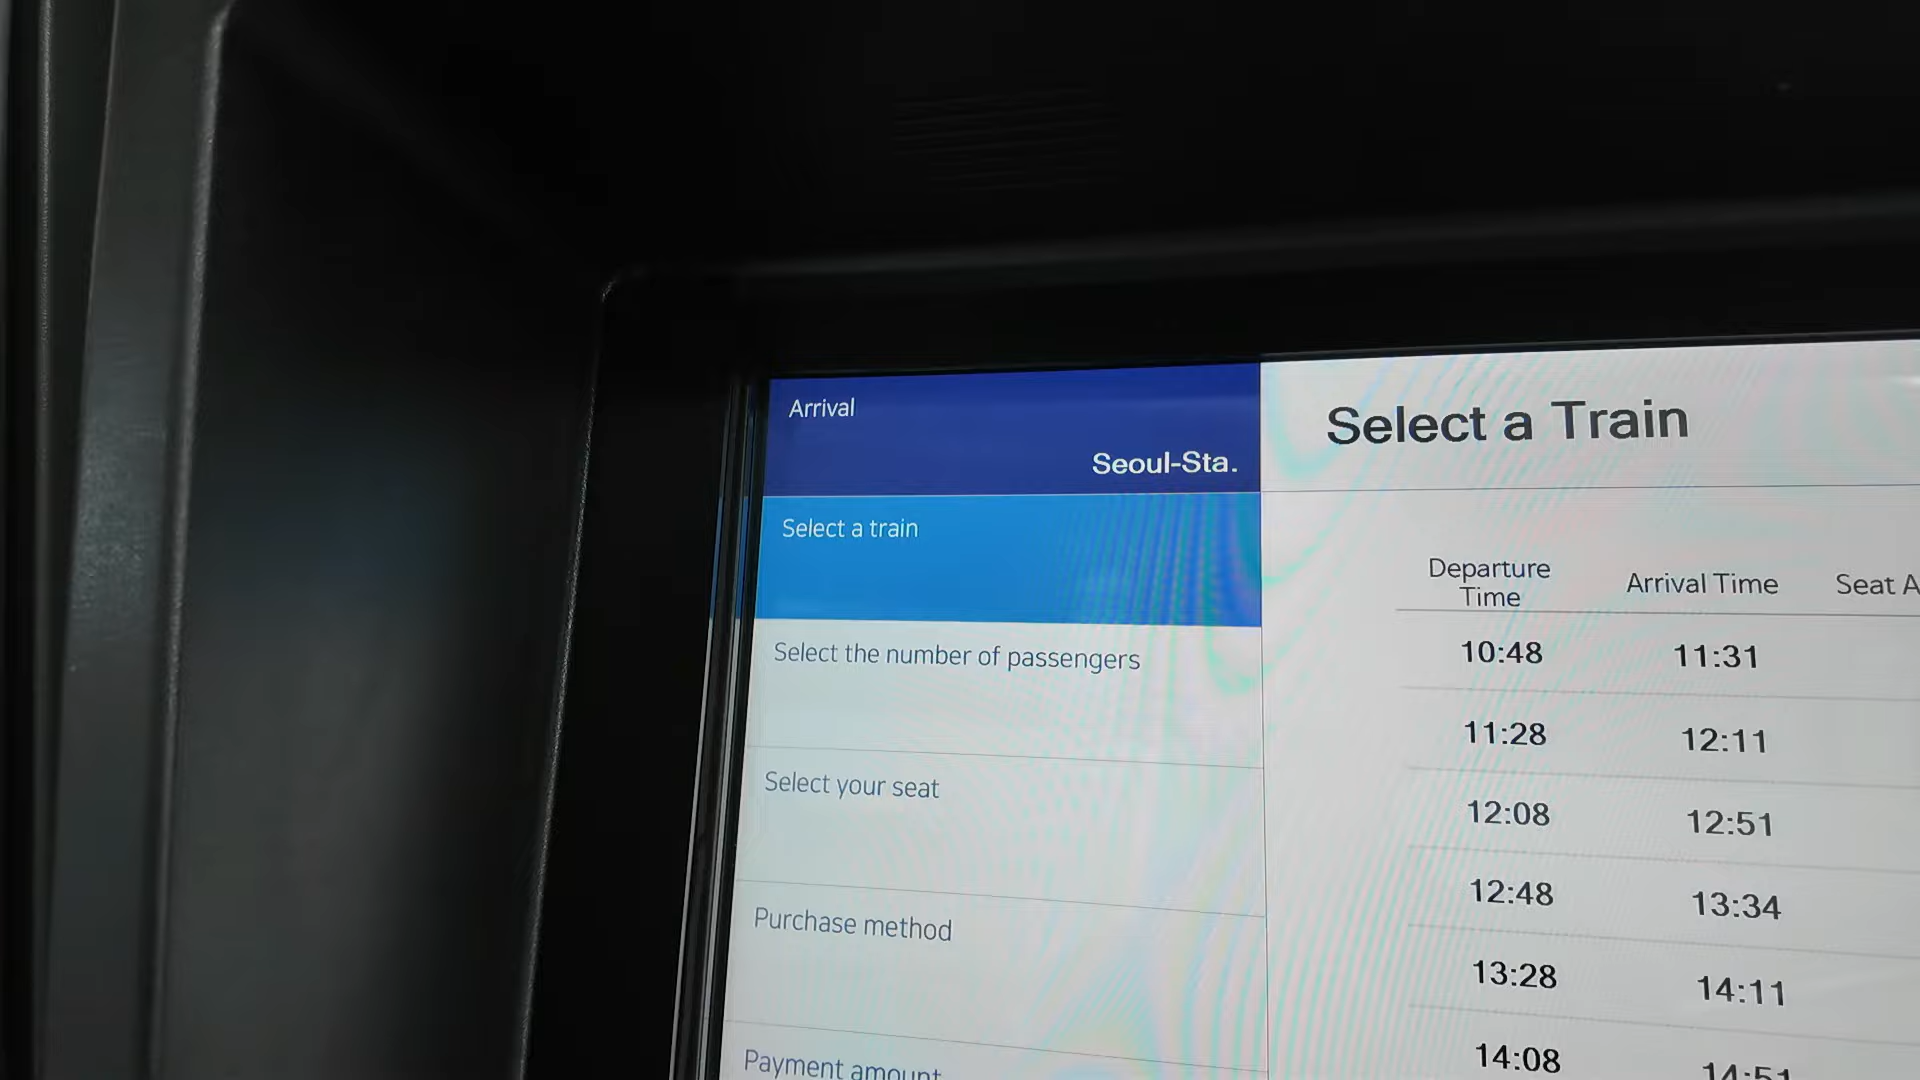 Arrival
Seoul-Sta.
Select a train
Select the number of passengers
Select your seat
Purchase method
Payment amount
Select a Train
Departure Time
Arrival Time
Seat A
10:48 11:31
11:28 12:11
12:08 12:51
12:48 13:34
13:28 14:11
14:08 14:51